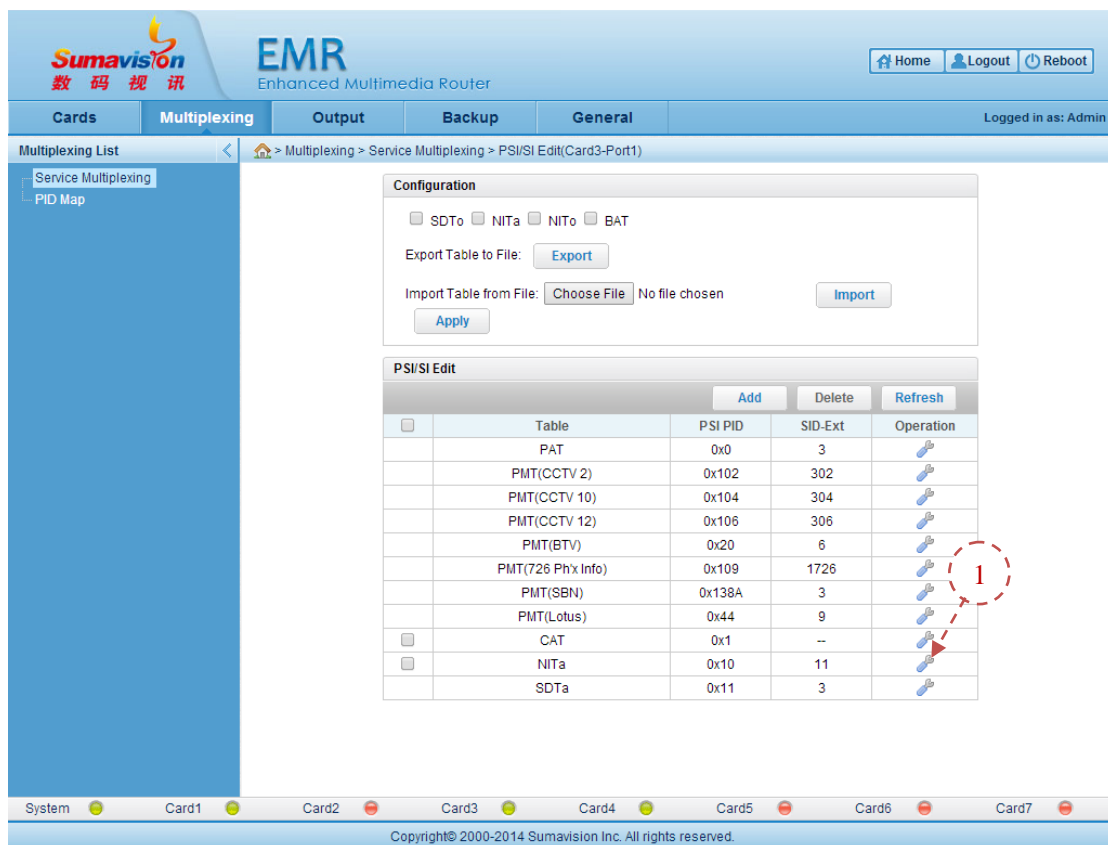 Sumavision
数码视讯
EMR
Enhanced Multimedia Router
Home Logout Reboot
Cards Multiplexing Output Backup General Logged in as: Admin
Multiplexing List > Multiplexing > Service Multiplexing > PSI/SI Edit(Card3-Port1)
Service Multiplexing
PID Map
Configuration
SDTo NITa NITo BAT
Export Table to File: Export
Import Table from File: Choose File No file chosen Import
Apply
PSI/SI Edit
Add Delete Refresh
Table PSI PID SID-Ext Operation
PAT 0x0 3
PMT(CCTV 2) 0x102 302
PMT(CCTV 10) 0x104 304
PMT(CCTV 12) 0x106 306
PMT(BTV) 0x20 6
PMT(726 Ph'x Info) 0x109 1726
1
PMT(SBN) 0x138A 3
PMT(Lotus) 0x44 9
CAT 0x1 --
NITa 0x10 11
SDTa 0x11 3
System Card1 Card2 Card3 Card4 Card5 Card6 Card7
Copyright© 2000-2014 Sumavision Inc. All rights reserved.